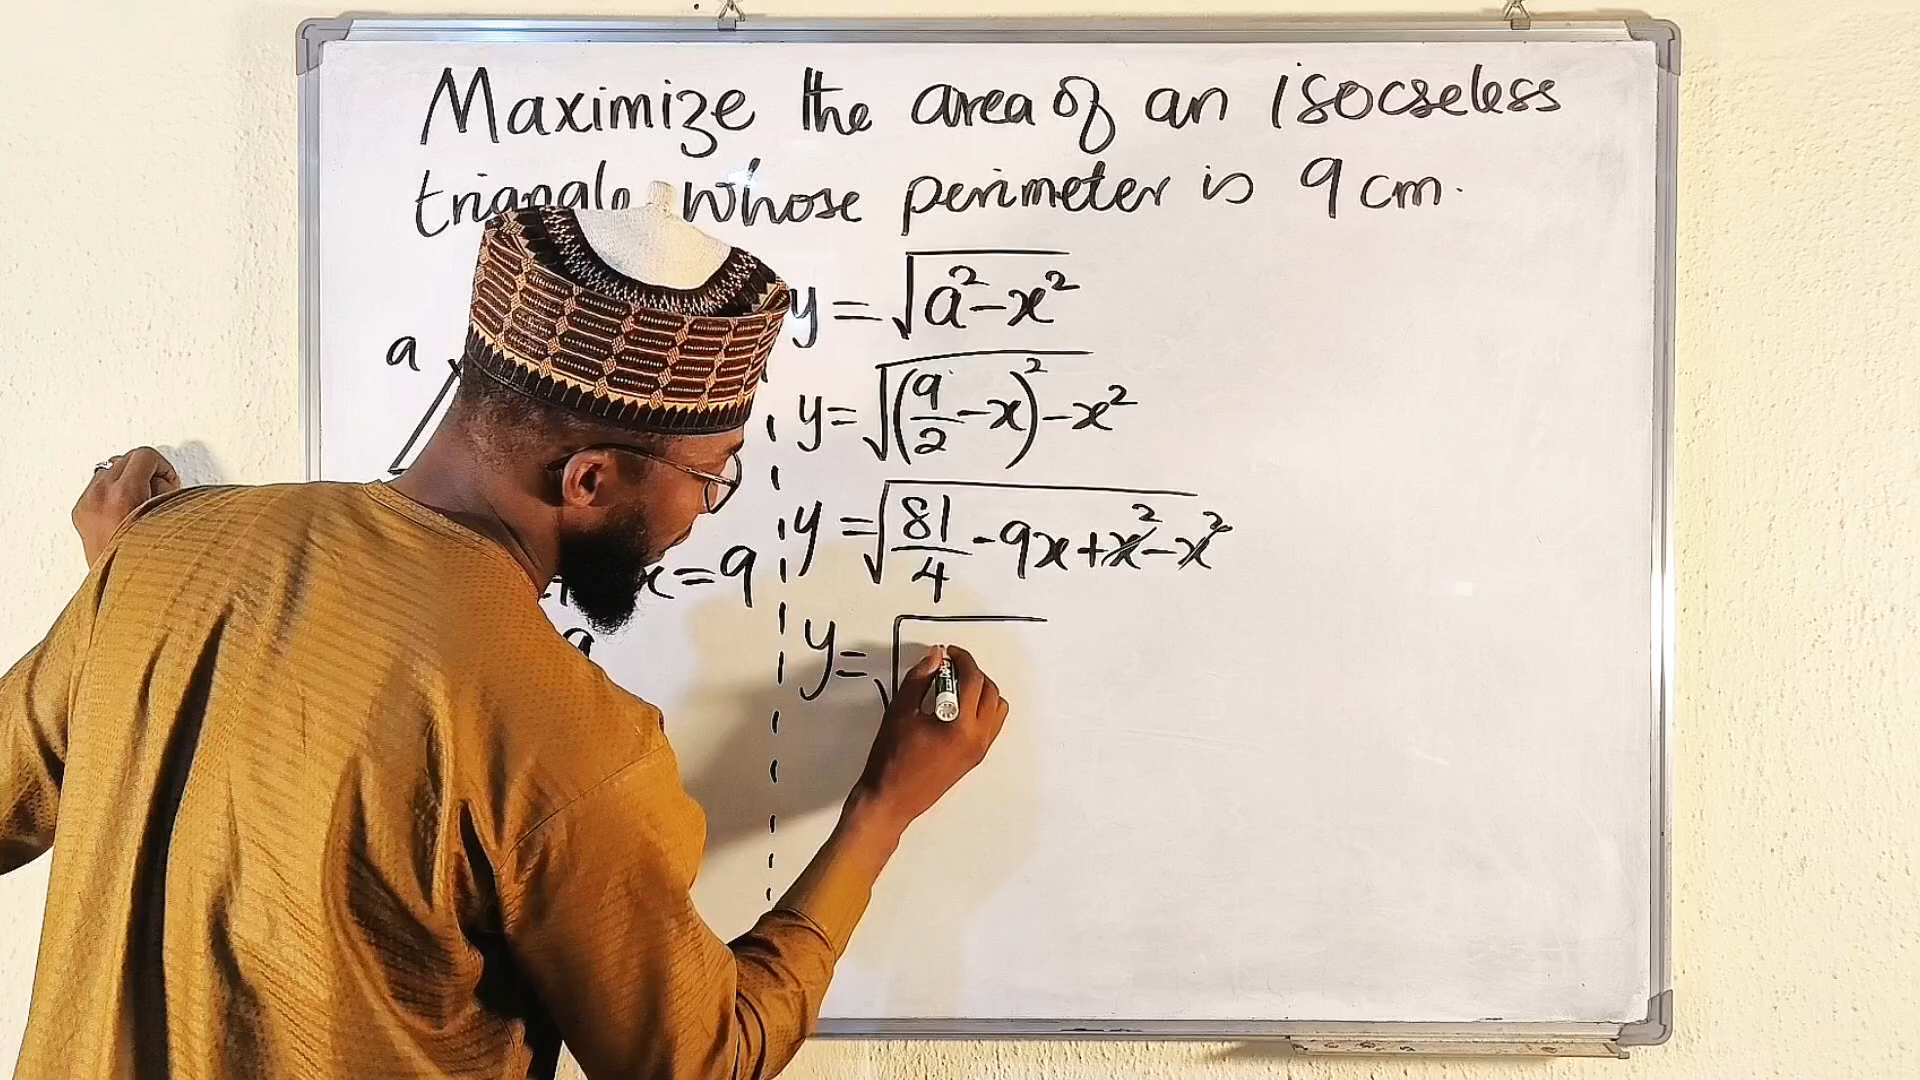 Maximize the area of an isocseless
triangle whose perimeter is 9 cm.
a
x=9
y = √a²-x²
y= √(9/2-x)²-x²
y = √81/4-9x+x²-x²
y= √